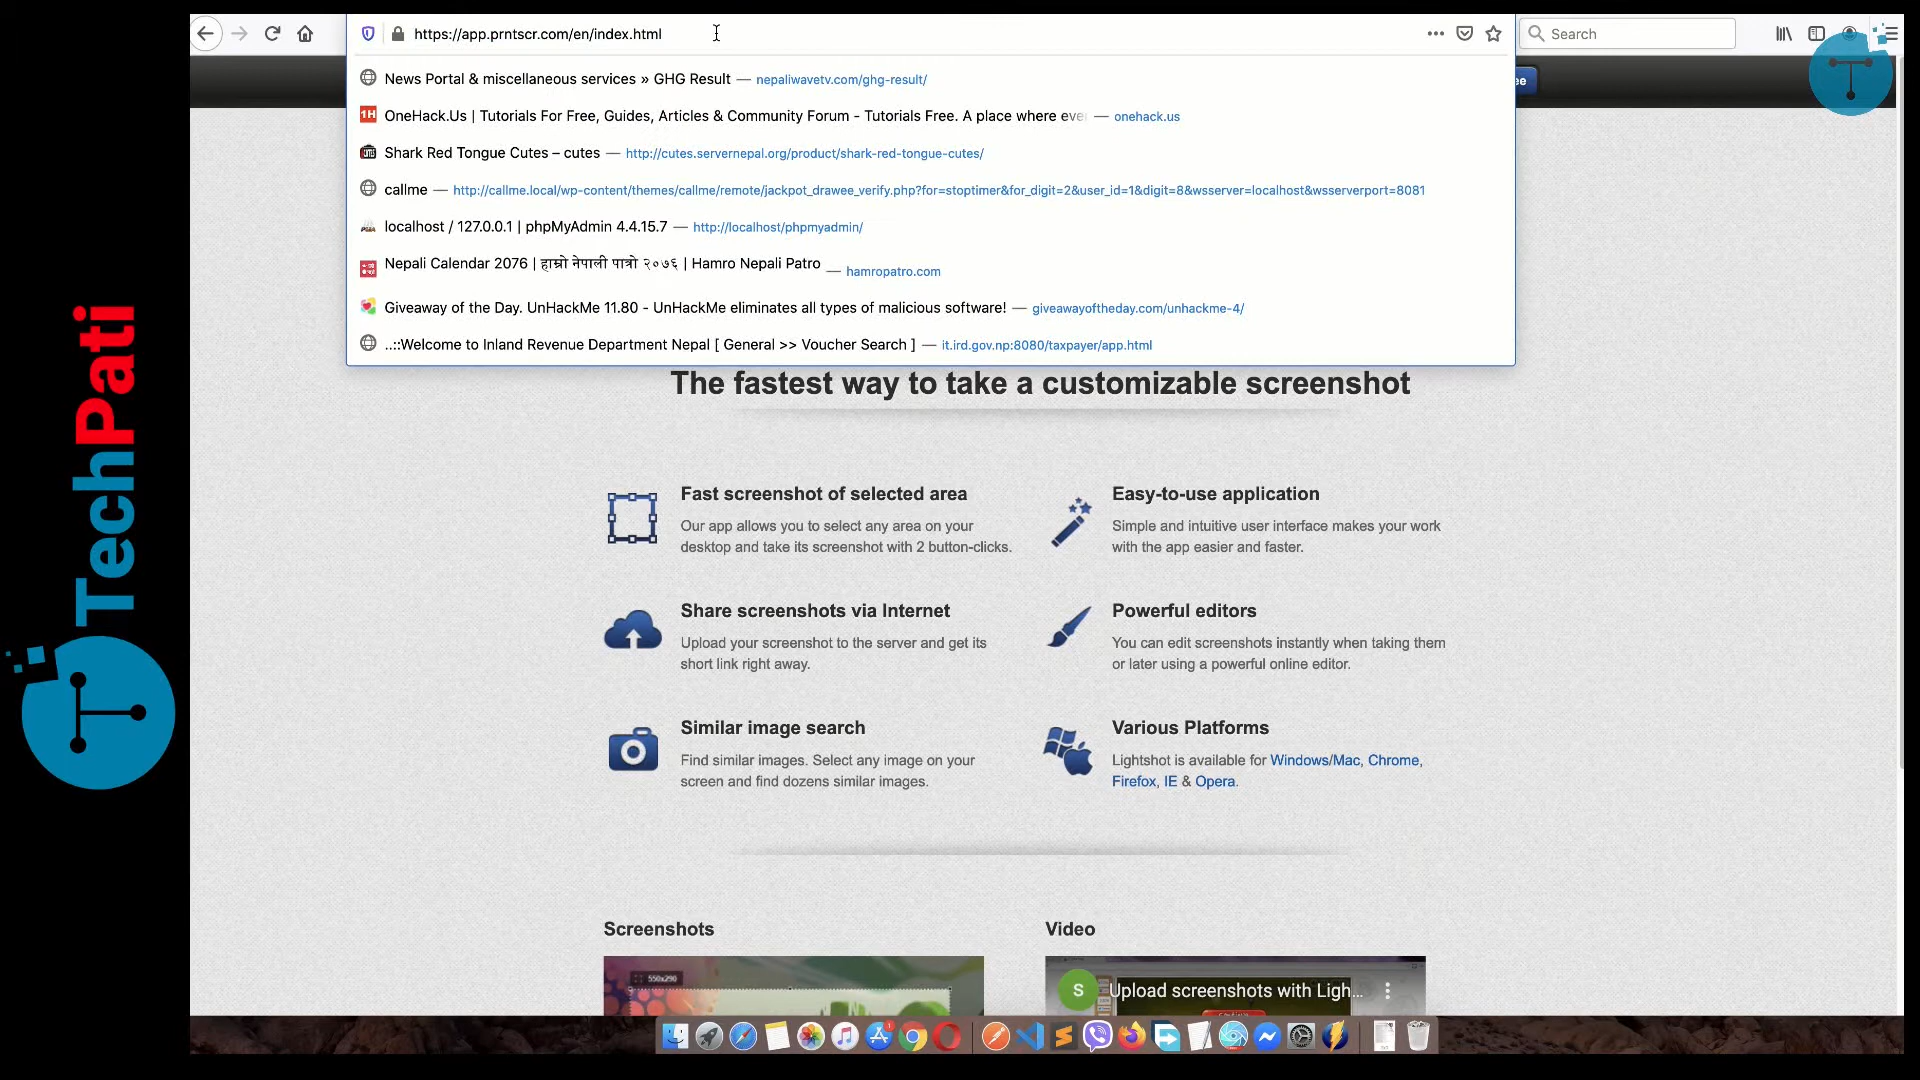 https://app.prntscr.com/en/index.html
Search
News Portal & miscellaneous services » GHG Result — nepaliwavetv.com/ghg-result/
ee
OneHack.Us | Tutorials For Free, Guides, Articles & Community Forum - Tutorials Free. A place where eve — onehack.us
Shark Red Tongue Cutes – cutes — http://cutes.servernepal.org/product/shark-red-tongue-cutes/
callme — http://callme.local/wp-content/themes/callme/remote/jackpot_drawee_verify.php?for=stoptimer&for_digit=2&user_id=1&digit=8&wsserver=localhost&wsserverport=8081
localhost / 127.0.0.1 | phpMyAdmin 4.4.15.7 — http://localhost/phpmyadmin/
Nepali Calendar 2076 | हाम्रो नेपाली पात्रो २०७६ | Hamro Nepali Patro — hamropatro.com
Giveaway of the Day. UnHackMe 11.80 - UnHackMe eliminates all types of malicious software! — giveawayoftheday.com/unhackme-4/
..::Welcome to Inland Revenue Department Nepal [ General >> Voucher Search ] — it.ird.gov.np:8080/taxpayer/app.html
The fastest way to take a customizable screenshot
Fast screenshot of selected area
Our app allows you to select any area on your
desktop and take its screenshot with 2 button-clicks.
Easy-to-use application
Simple and intuitive user interface makes your work
with the app easier and faster.
Share screenshots via Internet
Upload your screenshot to the server and get its
short link right away.
Powerful editors
You can edit screenshots instantly when taking them
or later using a powerful online editor.
Similar image search
Find similar images. Select any image on your
screen and find dozens similar images.
Various Platforms
Lightshot is available for Windows/Mac, Chrome,
Firefox, IE & Opera.
Screenshots
Video
550x290
S
Upload screenshots with Ligh...
TechPati